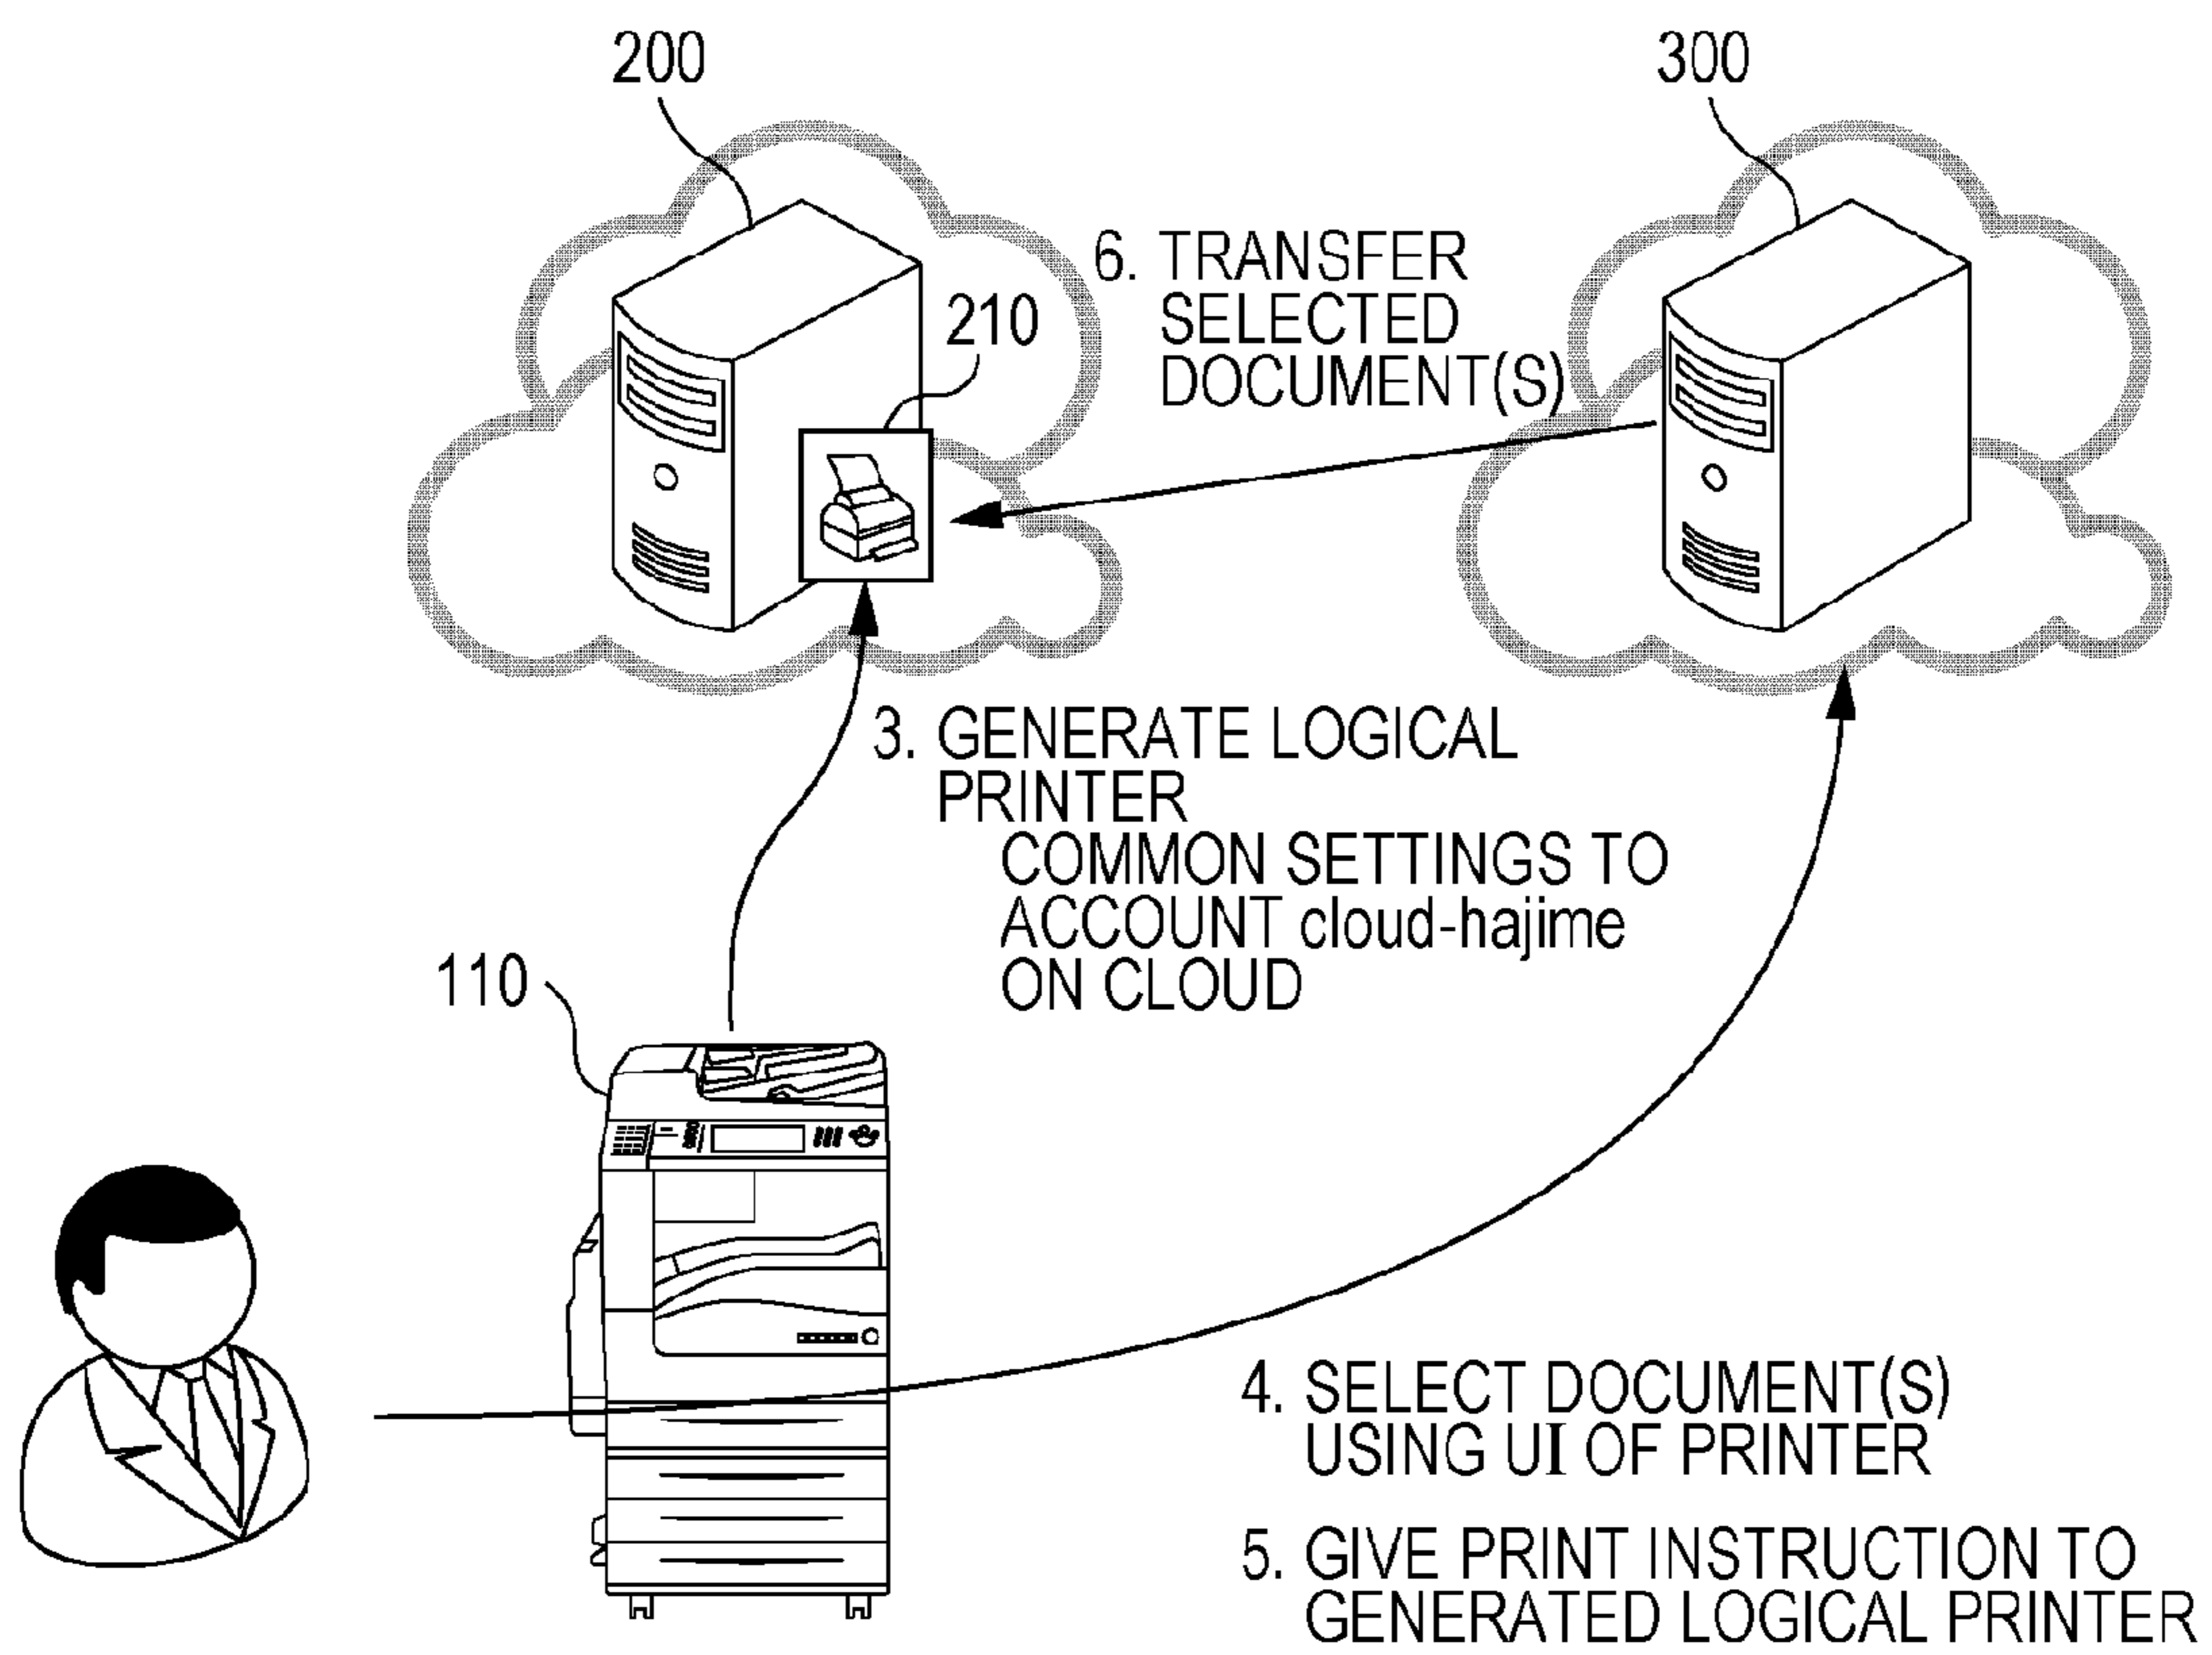 200
300
6. TRANSFER
SELECTED
DOCUMENT(S)
210
3. GENERATE LOGICAL
PRINTER
COMMON SETTINGS TO
ACCOUNT cloud-hajime
ON CLOUD
110
4. SELECT DOCUMENT(S)
USING UI OF PRINTER
5. GIVE PRINT INSTRUCTION TO
GENERATED LOGICAL PRINTER